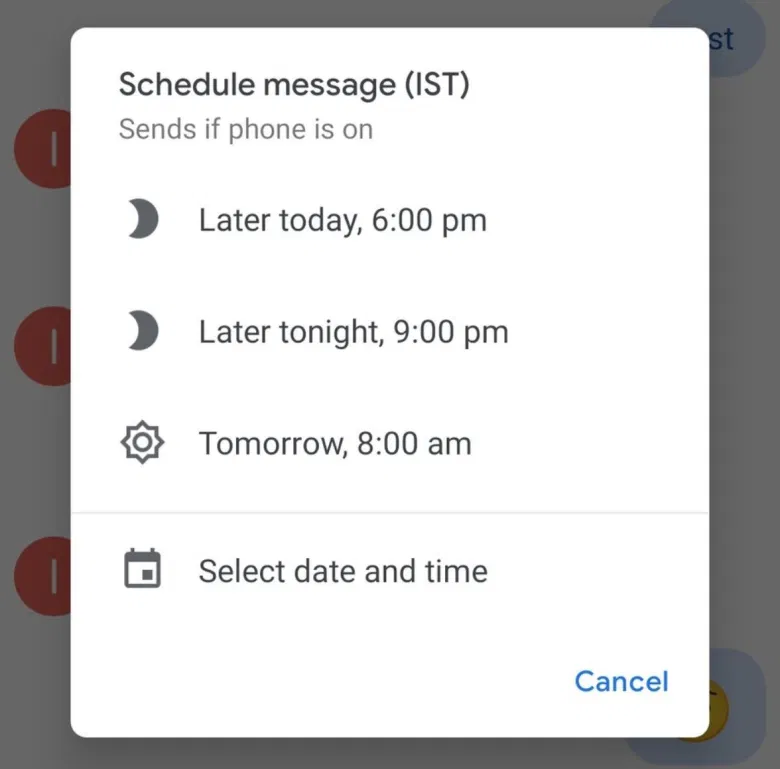 st
Schedule message (IST)
Sends if phone is on
I
Later today, 6:00 pm
Later tonight, 9:00 pm
I
Tomorrow, 8:00 am
I
Select date and time
Cancel